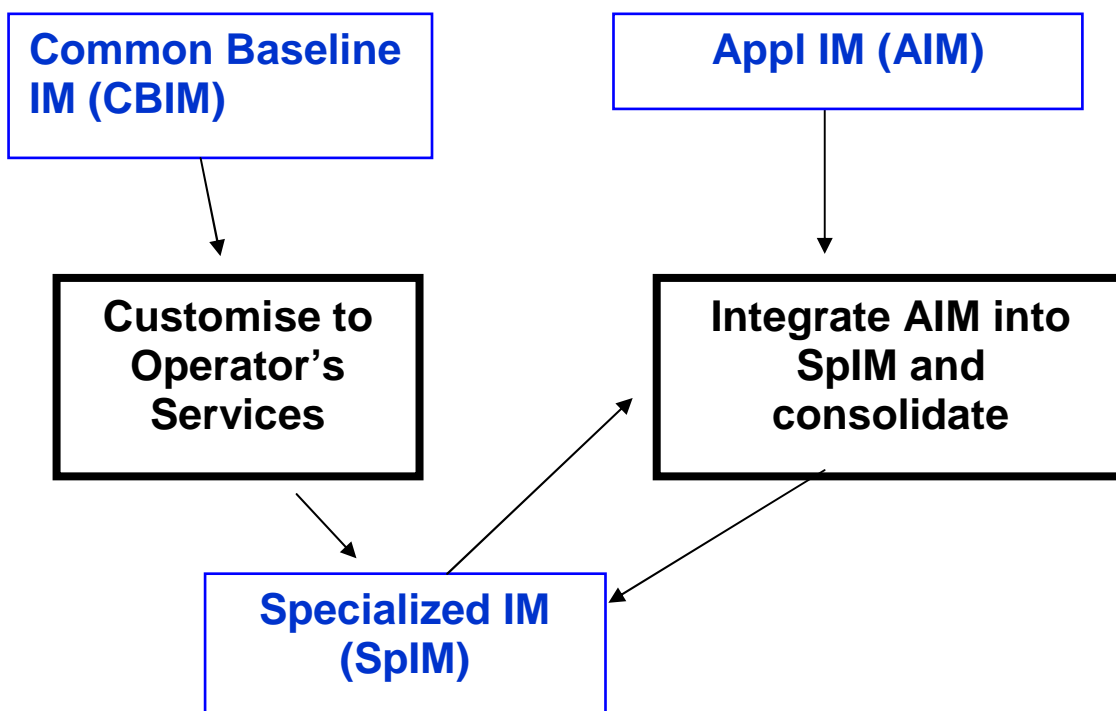 Common Baseline
IM (CBIM)
Appl IM (AIM)
Customise to
Operator’s
Services
Integrate AIM into
SpIM and
consolidate
Specialized IM
(SpIM)